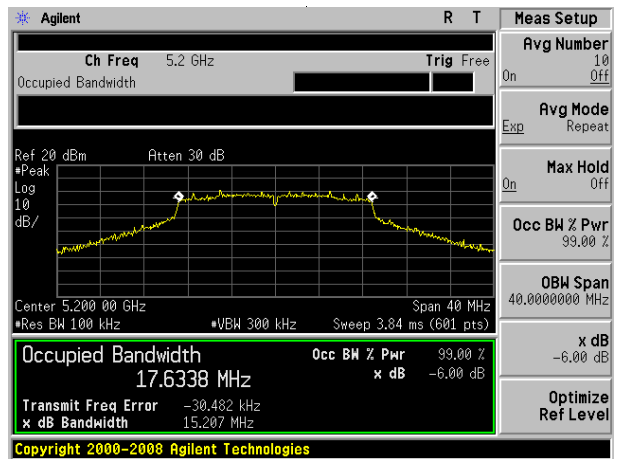 Agilent R T
Ch Freq 5.2 GHz Trig Free
Occupied Bandwidth
Ref 20 dBm Atten 30 dB
#Peak
Log
10
dB/
Center 5.200 00 GHz Span 40 MHz
#Res BW 100 kHz #VBW 300 kHz Sweep 3.84 ms (601 pts)
Occupied Bandwidth Occ BW % Pwr 99.00 %
17.6338 MHz x dB -6.00 dB
Transmit Freq Error -30.482 kHz
x dB Bandwidth 15.207 MHz
Copyright 2000-2008 Agilent Technologies
Meas Setup
Avg Number
10
On Off
Avg Mode
Exp Repeat
Max Hold
On Off
Occ BW % Pwr
99.00 %
OBW Span
40.0000000 MHz
x dB
-6.00 dB
Optimize
Ref Level